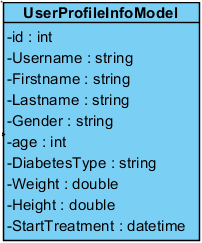 UserProfileInfoModel
-id : int
-Username : string
-Firstname : string
-Lastname : string
-Gender : string
-age : int
-DiabetesType : string
-Weight : double
-Height : double
-StartTreatment : datetime